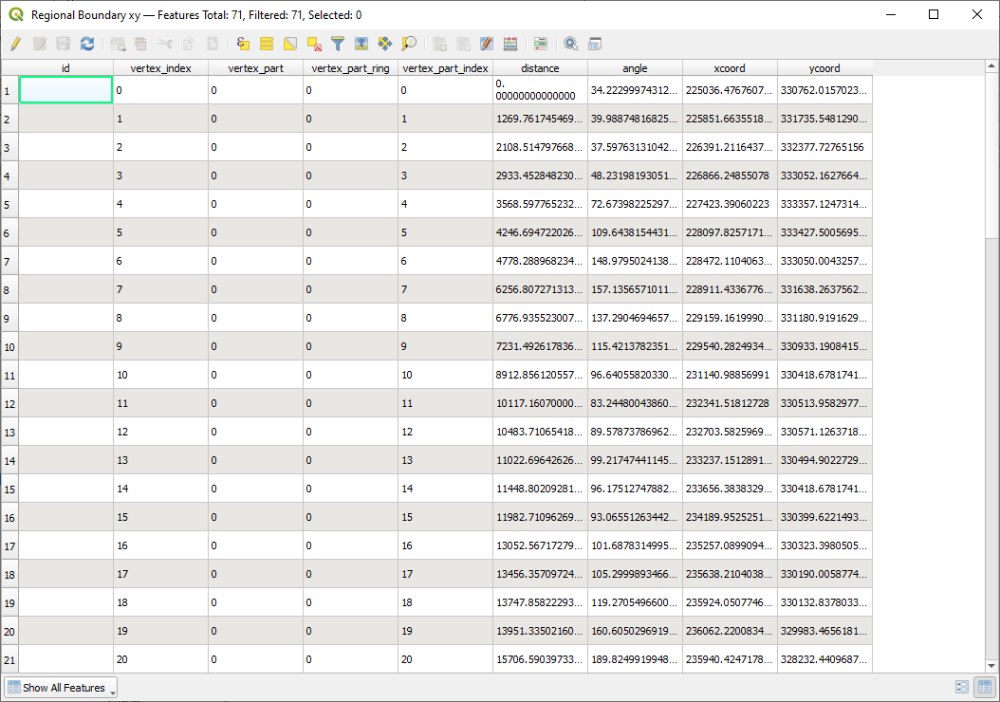 Regional Boundary xy — Features Total: 71, Filtered: 71, Selected: 0
id vertex_index vertex_part vertex_part_ring vertex_part_index distance angle xcoord ycoord
1 0 0 0 0 0.00000000000000 34.22299974312... 225036.4767607... 330762.0157023...
2 1 0 0 1 1269.761745469... 39.98874816825... 225851.6635518... 331735.5481290...
3 2 0 0 2 2108.514797668... 37.59763131042... 226391.2116437... 332377.72765156
4 3 0 0 3 2933.452848230... 48.23198193051... 226866.24855078 333052.1627664...
5 4 0 0 4 3568.597765232... 72.67398225297... 227423.39060223 333357.1247314...
6 5 0 0 5 4246.694722026... 109.6438154431... 228097.8257171... 333427.5005695...
7 6 0 0 6 4778.288968234... 148.9795024138... 228472.1104063... 333050.0043257...
8 7 0 0 7 6256.807271313... 157.1356571011... 228911.4336776... 331638.2637562...
9 8 0 0 8 6776.935523007... 137.2904694657... 229159.1619990... 331180.9191629...
10 9 0 0 9 7231.492617836... 115.4213782351... 229540.2824934... 330933.1908415...
11 10 0 0 10 8912.856120557... 96.64055820330... 231140.98856991 330418.6781741...
12 11 0 0 11 10117.16070000... 83.24480043860... 232341.51812728 330513.9582977...
13 12 0 0 12 10483.71065418... 89.57873786962... 232703.5825969... 330571.1263718...
14 13 0 0 13 11022.69642626... 99.21747441145... 233237.1512891... 330494.9022729...
15 14 0 0 14 11448.80209281... 96.17512747882... 233656.3838329... 330418.6781741...
16 15 0 0 15 11982.71096269... 93.06551263442... 234189.9525251... 330399.6221493...
17 16 0 0 16 13052.56717279... 101.6878314995... 235257.0899094... 330323.3980505...
18 17 0 0 17 13456.35709724... 105.2999893466... 235638.2104038... 330190.0058774...
19 18 0 0 18 13747.85822293... 119.2705496600... 235924.0507746... 330132.8378033...
20 19 0 0 19 13951.33502160... 160.6050296919... 236062.2200834... 329983.4656181...
21 20 0 0 20 15706.59039733... 189.8249919948... 235940.4247178... 328232.4409687...
Show All Features